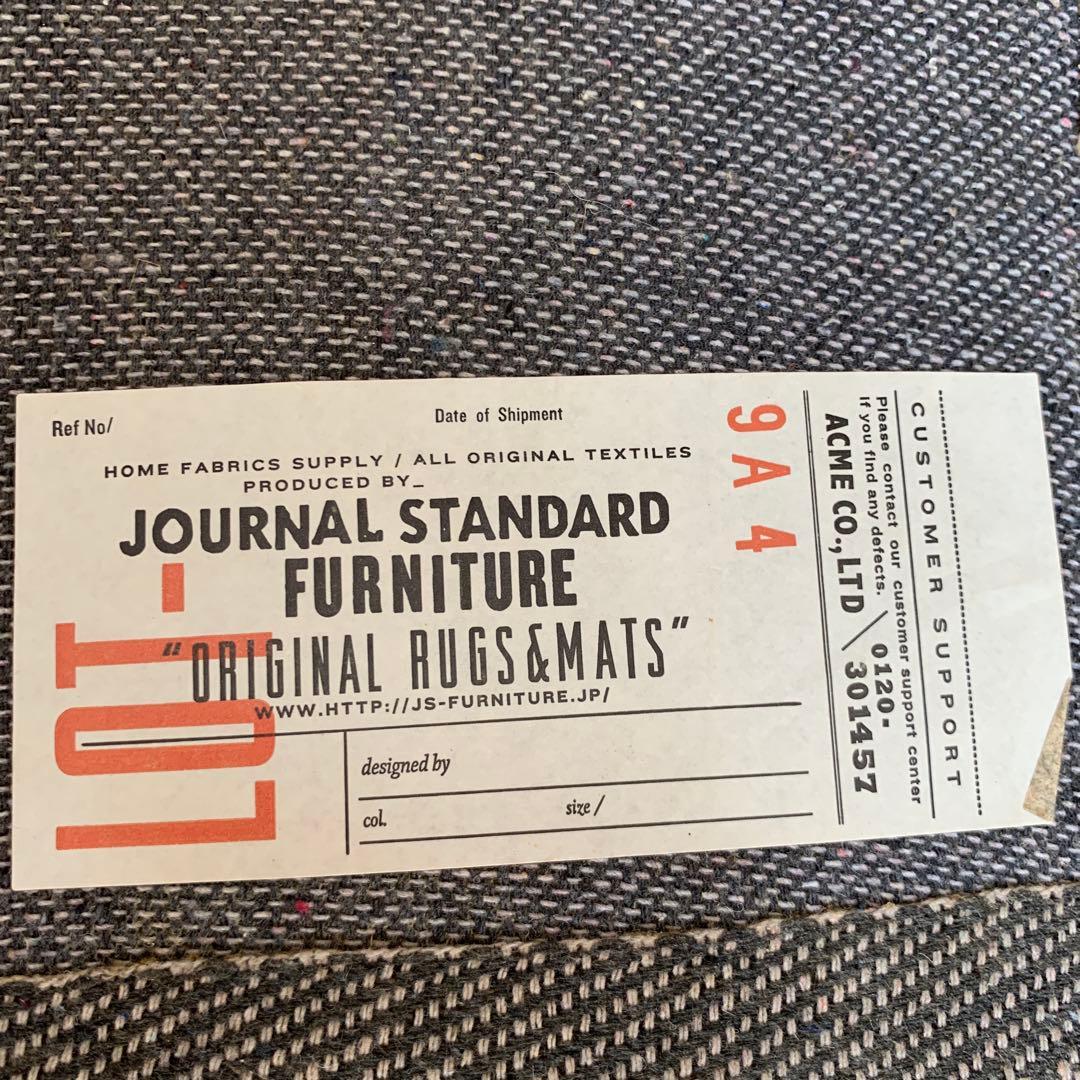 Ref No/
Date of Shipment
HOME FABRICS SUPPLY / ALL ORIGINAL TEXTILES
PRODUCED BY_
JOURNAL STANDARD
FURNITURE
"ORIGINAL RUGS&MATS"
WWW.HTTP://JS-FURNITURE.JP/
LOT-
designed by
col.
size /
9A4
CUSTOMER SUPPORT
Please contact our customer support center
If you find any defects. \ 0120-
ACME CO.,LTD \ 301457